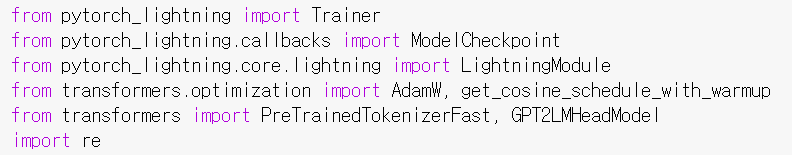 from pytorch_lightning import Trainer
from pytorch_lightning.callbacks import ModelCheckpoint
from pytorch_lightning.core.lightning import LightningModule
from transformers.optimization import AdamW, get_cosine_schedule_with_warmup
from transformers import PreTrainedTokenizerFast, GPT2LMHeadModel
import re